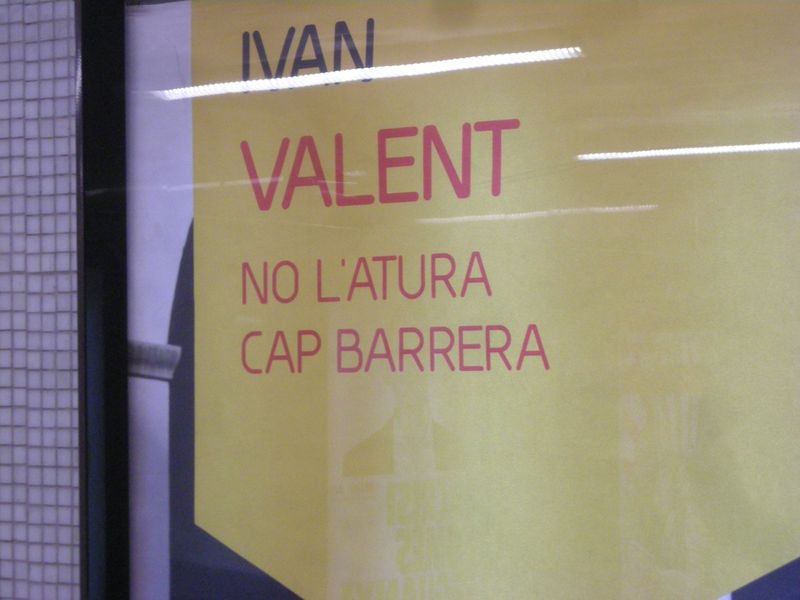 IVAN
VALENT
NO L'ATURA
CAP BARRERA